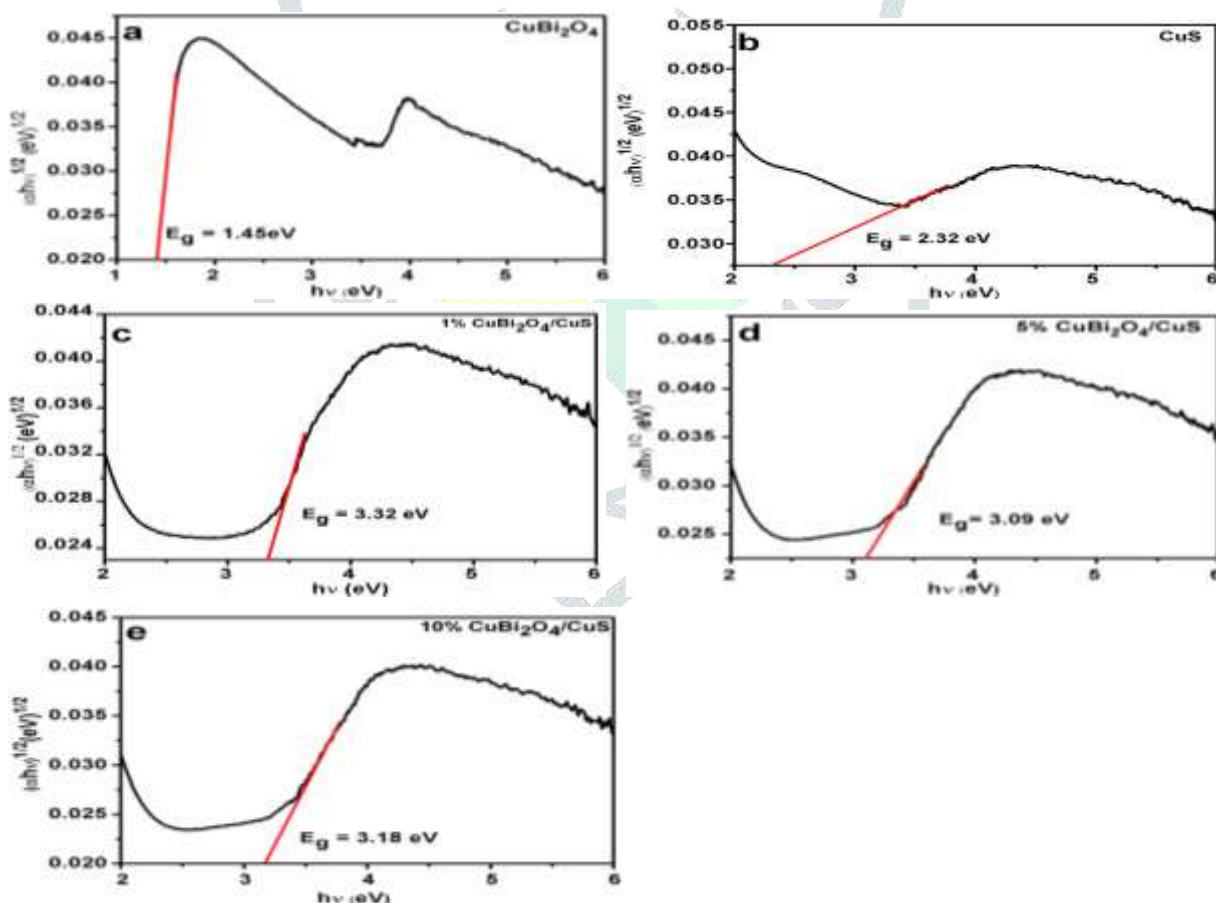 a
CuBi₂O₄
0.045
0.040
0.035
0.030
0.025
0.020
(αhν)^1/2 (eV)^1/2
E_g = 1.45eV
1 2 3 4 5 6
hν (eV)
b
CuS
0.055
0.050
0.045
0.040
0.035
0.030
(αhν)^1/2 (eV)^1/2
E_g = 2.32 eV
2 3 4 5 6
hν (eV)
c
1% CuBi₂O₄/CuS
0.044
0.040
0.036
0.032
0.028
0.024
(αhν)^1/2 (eV)^1/2
E_g = 3.32 eV
2 3 4 5 6
hν (eV)
d
5% CuBi₂O₄/CuS
0.045
0.040
0.035
0.030
0.025
(αhν)^1/2 (eV)^1/2
E_g= 3.09 eV
2 3 4 5 6
hν (eV)
e
10% CuBi₂O₄/CuS
0.045
0.040
0.035
0.030
0.025
0.020
(αhν)^1/2 (eV)^1/2
E_g = 3.18 eV
2 3 4 5 6
hν (eV)